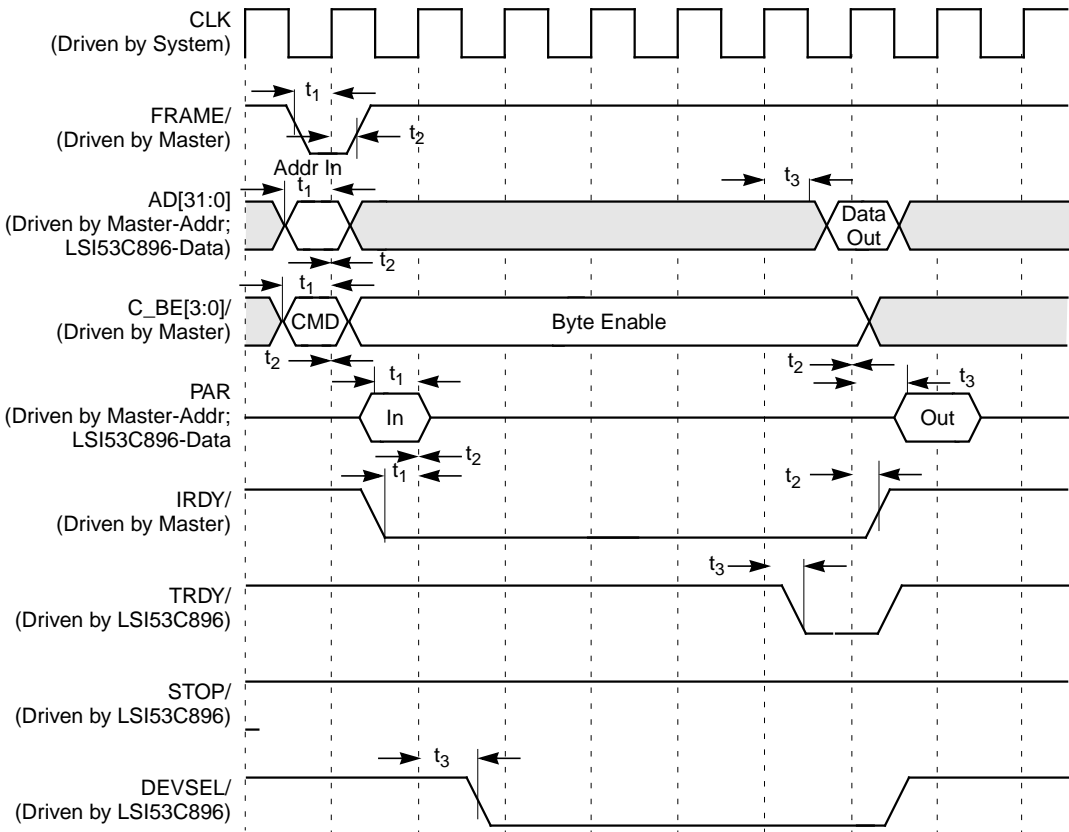 CLK
(Driven by System)
t1
FRAME/
(Driven by Master)
t2
Addr In
t1
t3
AD[31:0]
(Driven by Master-Addr;
LSI53C896-Data)
Data
Out
t2
t1
C_BE[3:0]/
(Driven by Master)
CMD
Byte Enable
t2
t2
t1
t3
PAR
(Driven by Master-Addr;
LSI53C896-Data
In
Out
t2
t1
t2
IRDY/
(Driven by Master)
t3
TRDY/
(Driven by LSI53C896)
STOP/
(Driven by LSI53C896)
t3
DEVSEL/
(Driven by LSI53C896)